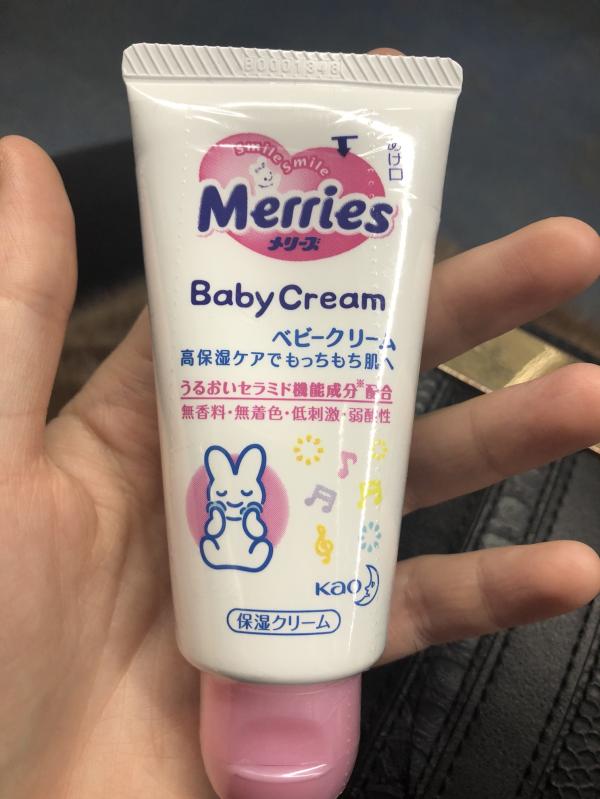 B0001348
あけ口
smile smile
Merries
メリーズ
Baby Cream
ベビークリーム
高保湿ケアでもっちもち肌へ
うるおいセラミド機能成分※配合
無香料・無着色・低刺激・弱酸性
Kao
保湿クリーム